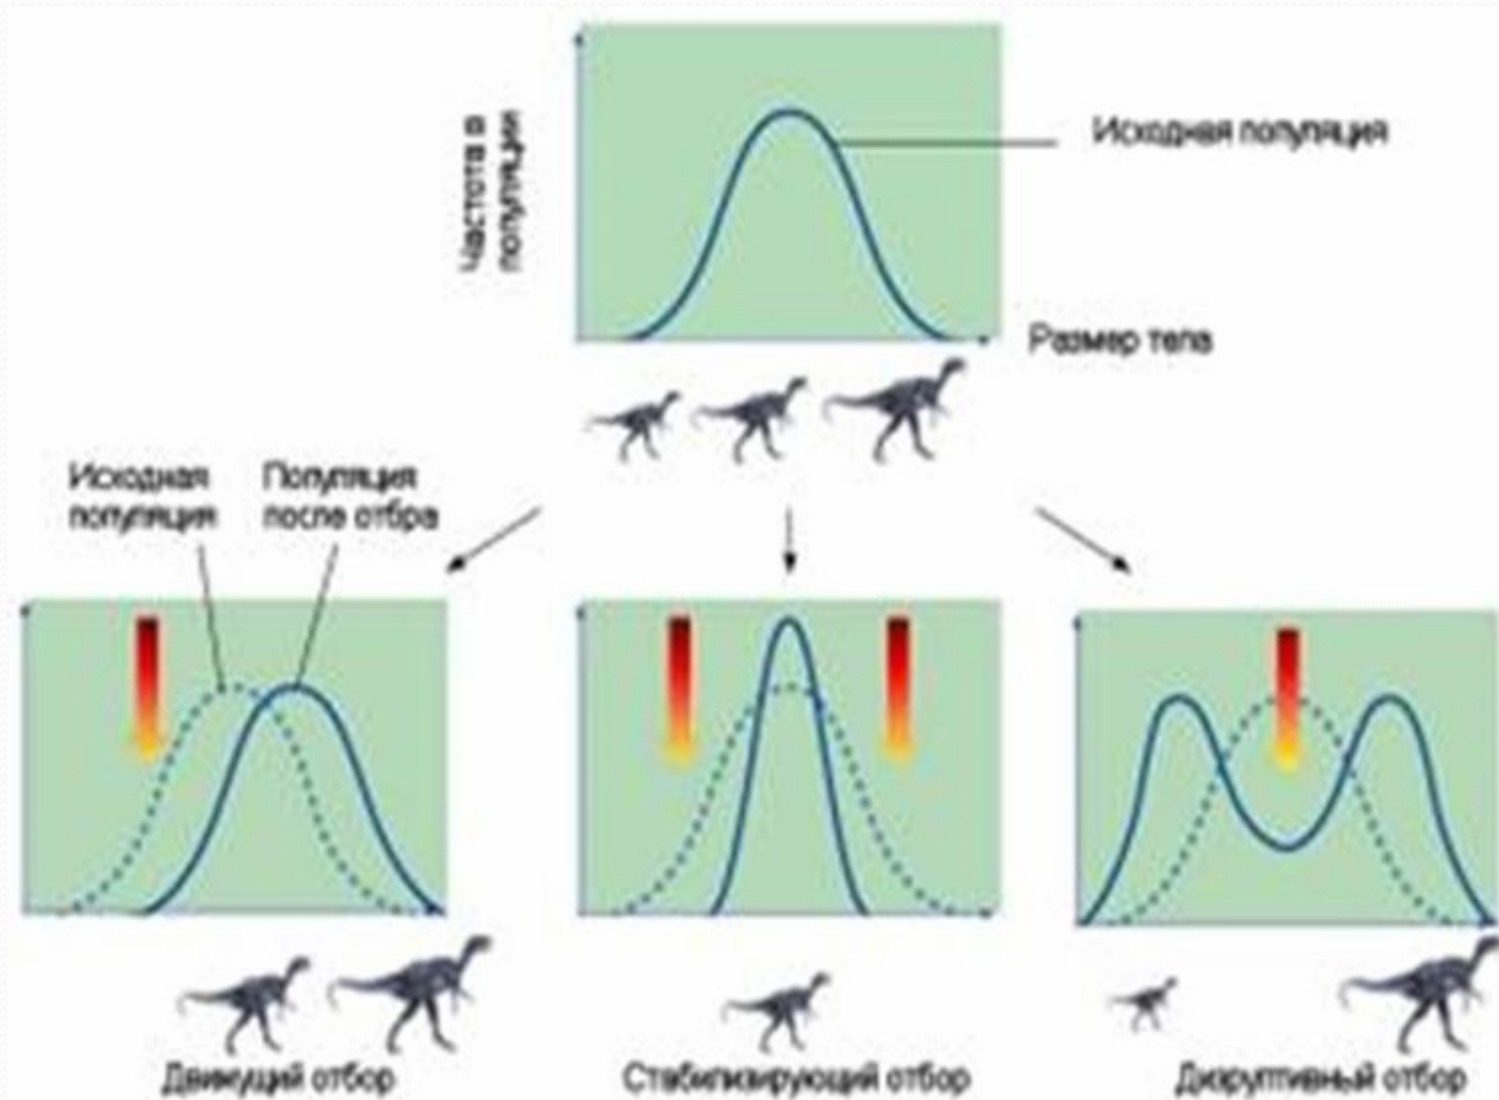 Частота в
популяции
Исходная популяция
Размер тела
Исходная
популяция
Популяция
после отбра
Движущий отбор
Стабилизирующий отбор
Дизруптивный отбор